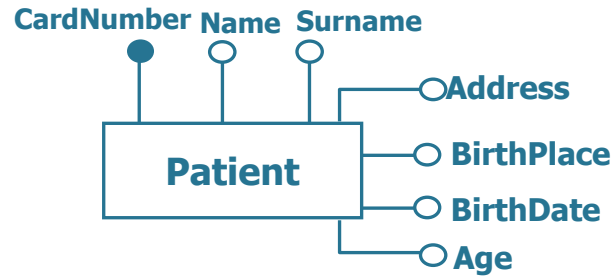 CardNumber Name Surname
Address
Patient
BirthPlace
BirthDate
Age